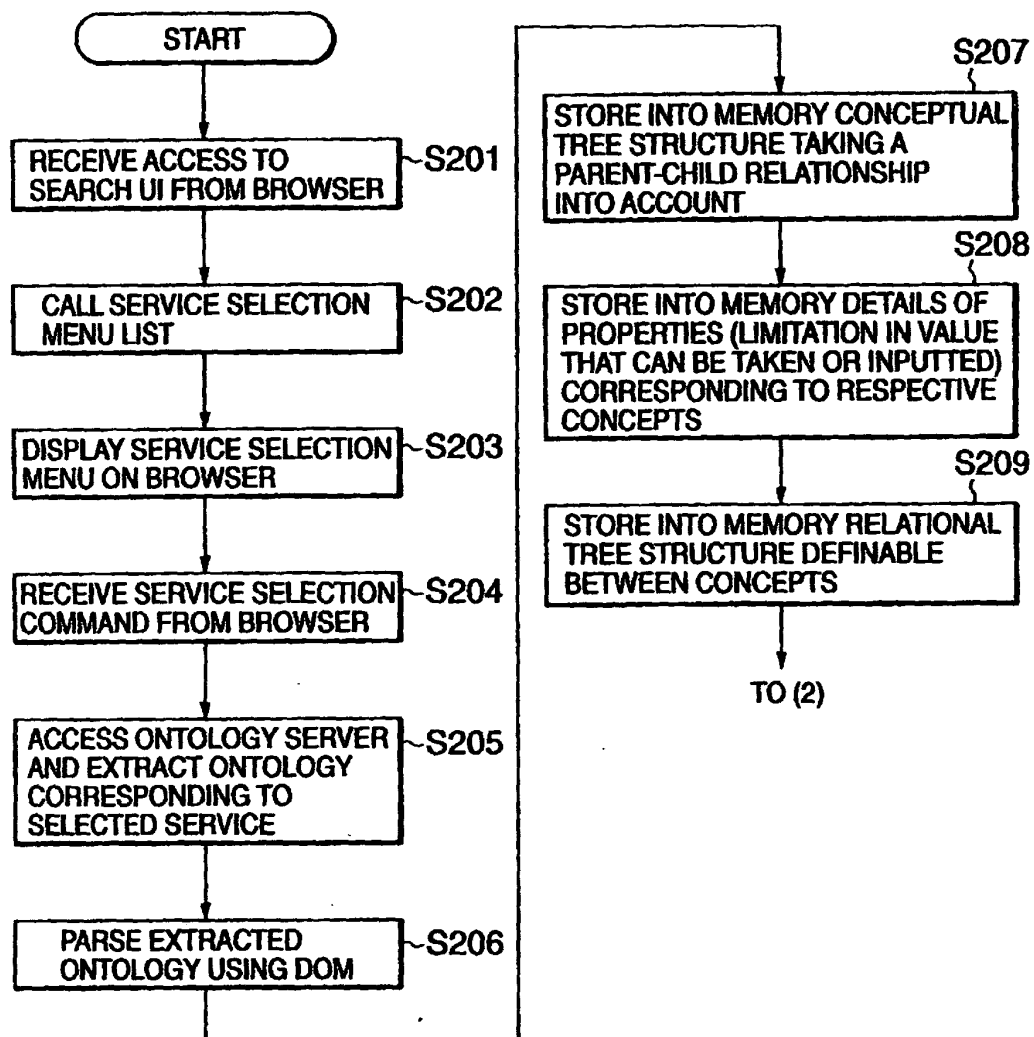 START
RECEIVE ACCESS TO
SEARCH UI FROM BROWSER
S201
CALL SERVICE SELECTION
MENU LIST
S202
DISPLAY SERVICE SELECTION
MENU ON BROWSER
S203
RECEIVE SERVICE SELECTION
COMMAND FROM BROWSER
S204
ACCESS ONTOLOGY SERVER
AND EXTRACT ONTOLOGY
CORRESPONDING TO
SELECTED SERVICE
S205
PARSE EXTRACTED
ONTOLOGY USING DOM
S206
S207
STORE INTO MEMORY CONCEPTUAL
TREE STRUCTURE TAKING A
PARENT-CHILD RELATIONSHIP
INTO ACCOUNT
S208
STORE INTO MEMORY DETAILS OF
PROPERTIES (LIMITATION IN VALUE
THAT CAN BE TAKEN OR INPUTTED)
CORRESPONDING TO RESPECTIVE
CONCEPTS
S209
STORE INTO MEMORY RELATIONAL
TREE STRUCTURE DEFINABLE
BETWEEN CONCEPTS
TO (2)